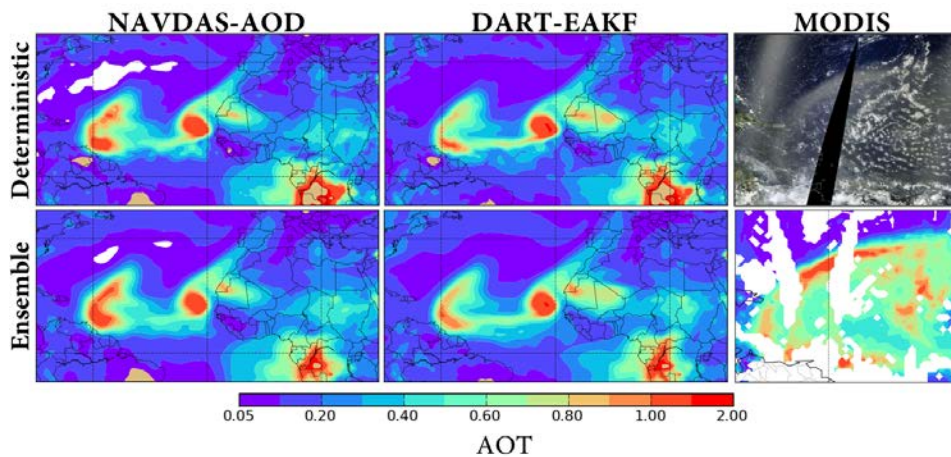 NAVDAS-AOD DART-EAKF MODIS
Deterministic
Ensemble
0.05 0.20 0.40 0.60 0.80 1.00 2.00
AOT